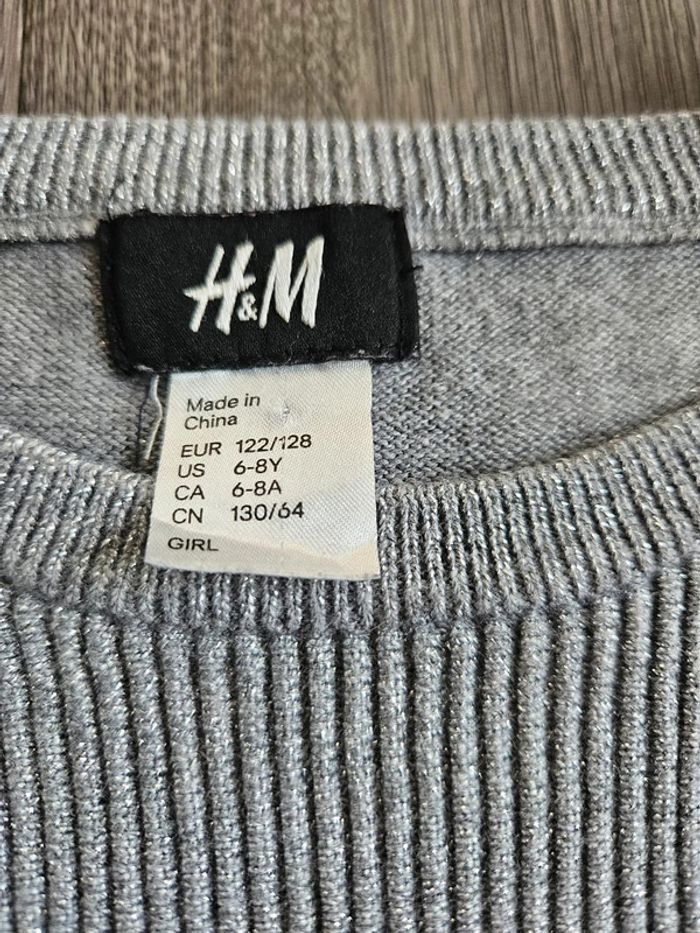 H&M
Made in
China
EUR 122/128
US 6-8Y
CA 6-8A
CN 130/64
GIRL